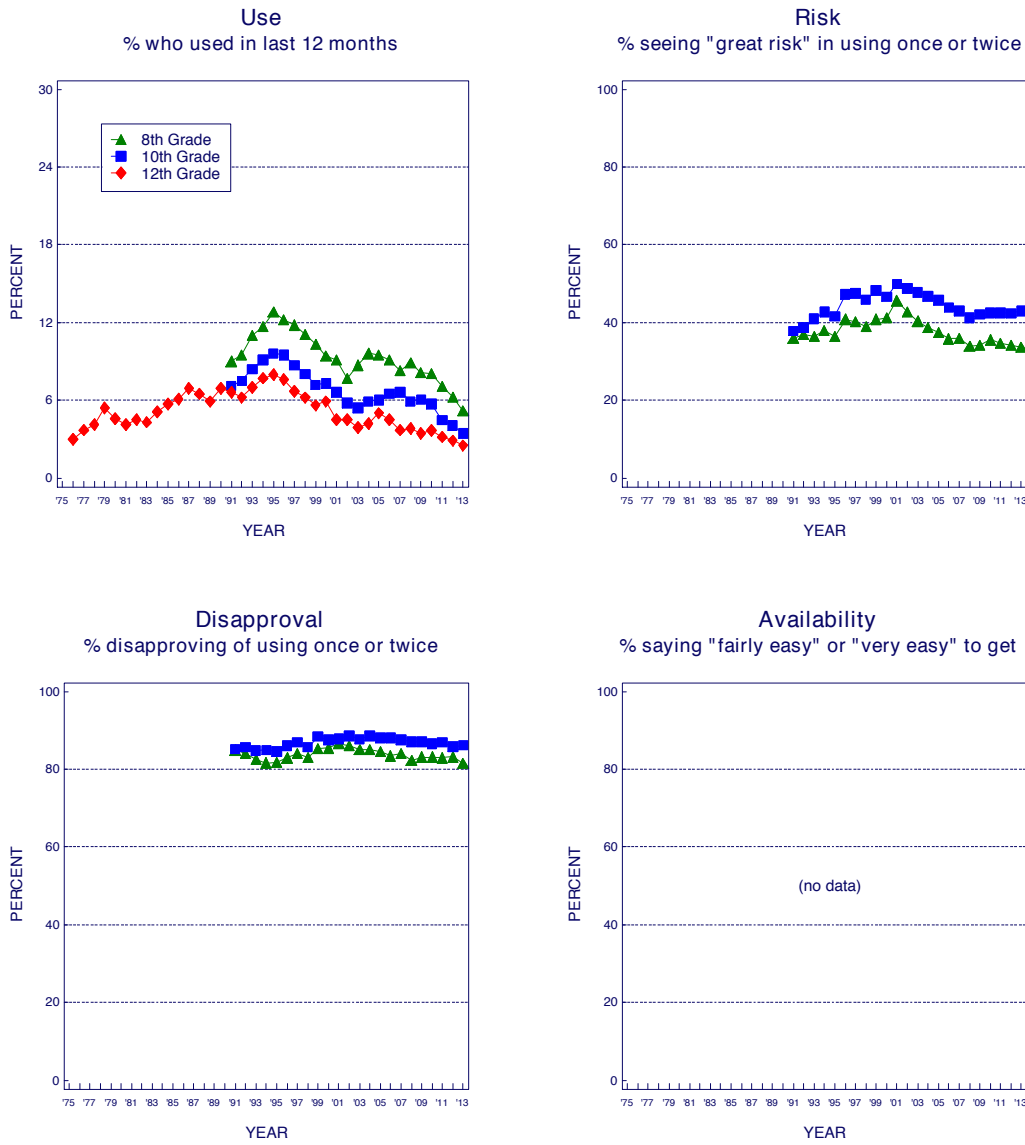 Use
% who used in last 12 months
30
24
18
12
6
0
PERCENT
8th Grade
10th Grade
12th Grade
'75 '77 '79 '81 '83 '85 '87 '89 '91 '93 '95 '97 '99 '01 '03 '05 '07 '09 '11 '13
YEAR
Risk
% seeing "great risk" in using once or twice
100
80
60
40
20
0
PERCENT
'75 '77 '79 '81 '83 '85 '87 '89 '91 '93 '95 '97 '99 '01 '03 '05 '07 '09 '11 '13
YEAR
Disapproval
% disapproving of using once or twice
100
80
60
40
20
0
PERCENT
'75 '77 '79 '81 '83 '85 '87 '89 '91 '93 '95 '97 '99 '01 '03 '05 '07 '09 '11 '13
YEAR
Availability
% saying "fairly easy" or "very easy" to get
100
80
60
40
20
0
PERCENT
(no data)
'75 '77 '79 '81 '83 '85 '87 '89 '91 '93 '95 '97 '99 '01 '03 '05 '07 '09 '11 '13
YEAR